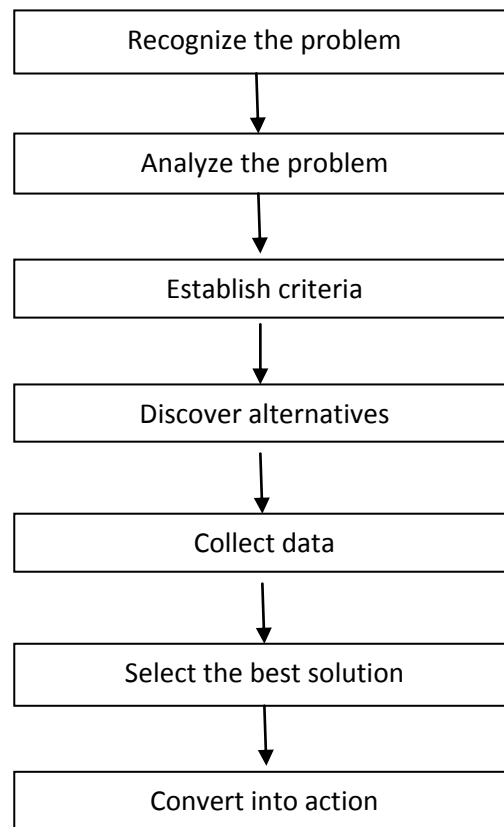 Recognize the problem
Analyze the problem
Establish criteria
Discover alternatives
Collect data
Select the best solution
Convert into action